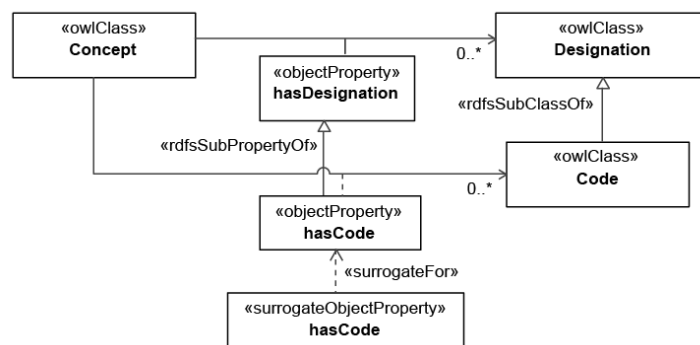 «owlClass»
Concept
«owlClass»
Designation
0..*
«objectProperty»
hasDesignation
«rdfsSubClassOf»
«rdfsSubPropertyOf»
«owlClass»
Code
0..*
«objectProperty»
hasCode
«surrogateFor»
«surrogateObjectProperty»
hasCode